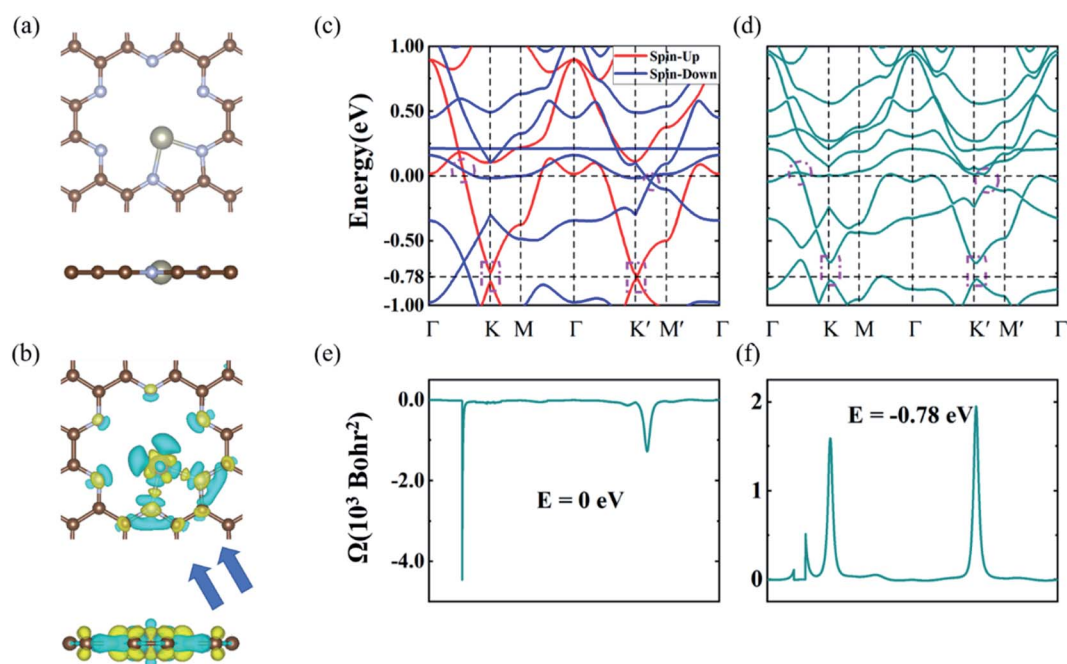 (a)
(c)
Energy(eV)
1.00
0.50
0.00
-0.50
-0.78
-1.00
Spin-Up
Spin-Down
Γ K M Γ K′ M′ Γ
(d)
Γ K M Γ K′ M′ Γ
(b)
(e)
Ω(10³ Bohr²)
0.0
-2.0
-4.0
E = 0 eV
(f)
2
1
0
E = -0.78 eV